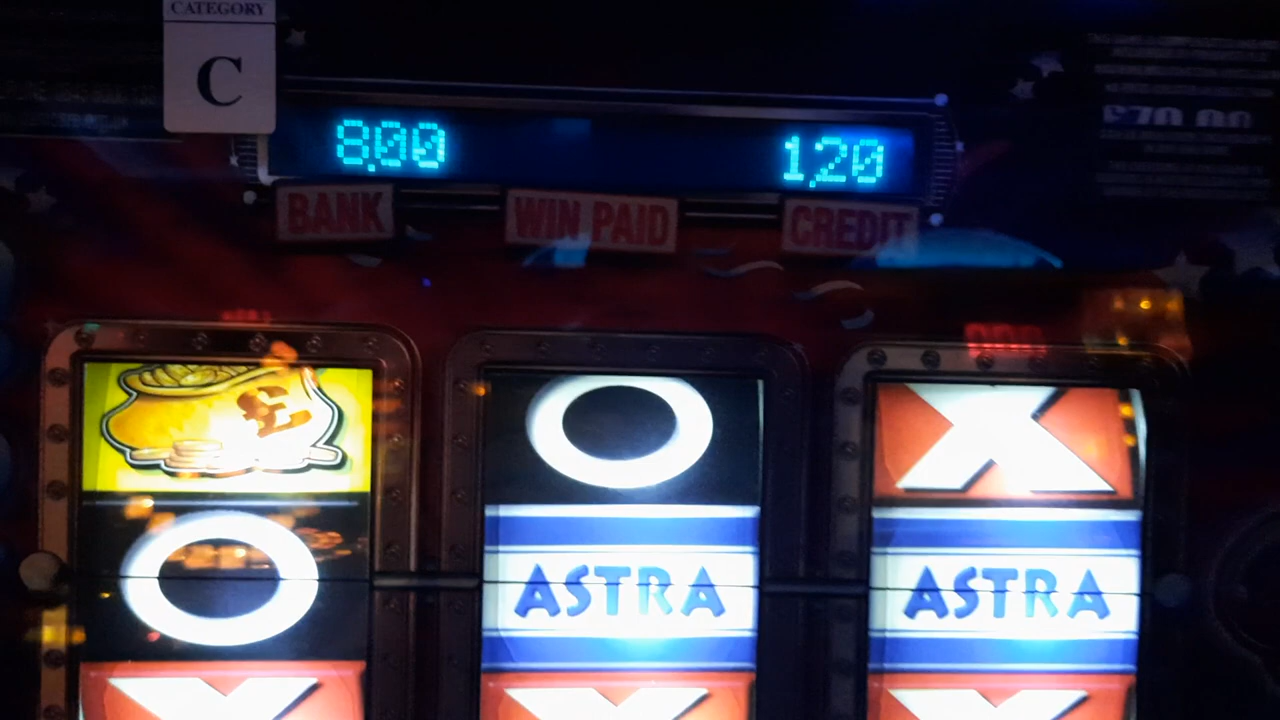 CATEGORY
C
8.00 1.20
BANK WIN PAID CREDIT
£
O X
O ASTRA ASTRA